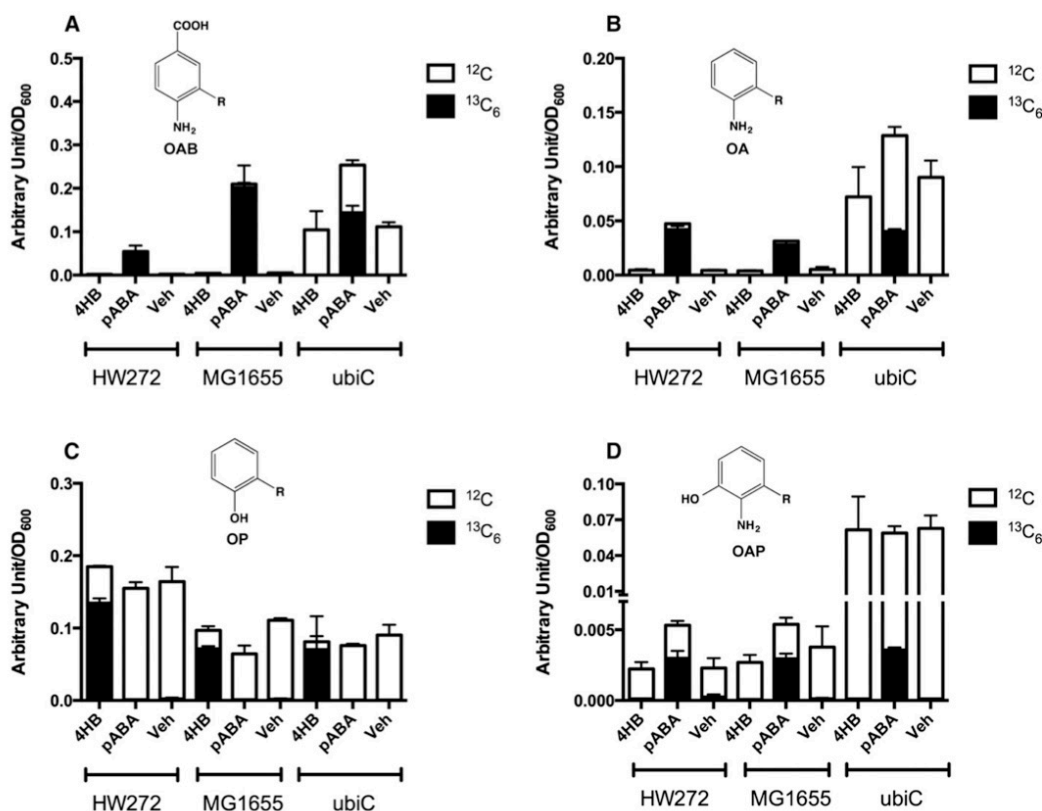 A
COOH
R
NH2
OAB
12C
13C6
Arbitrary Unit/OD600
0.5
0.4
0.3
0.2
0.1
0.0
4HB
pABA
Veh
4HB
pABA
Veh
4HB
pABA
Veh
HW272
MG1655
ubiC
B
R
NH2
OA
12C
13C6
Arbitrary Unit/OD600
0.20
0.15
0.10
0.05
0.00
4HB
pABA
Veh
4HB
pABA
Veh
4HB
pABA
Veh
HW272
MG1655
ubiC
C
R
OH
OP
12C
13C6
Arbitrary Unit/OD600
0.3
0.2
0.1
0.0
4HB
pABA
Veh
4HB
pABA
Veh
4HB
pABA
Veh
HW272
MG1655
ubiC
D
HO
R
NH2
OAP
12C
13C6
Arbitrary Unit/OD600
0.10
0.07
0.04
0.01
0.005
0.000
4HB
pABA
Veh
4HB
pABA
Veh
4HB
pABA
Veh
HW272
MG1655
ubiC